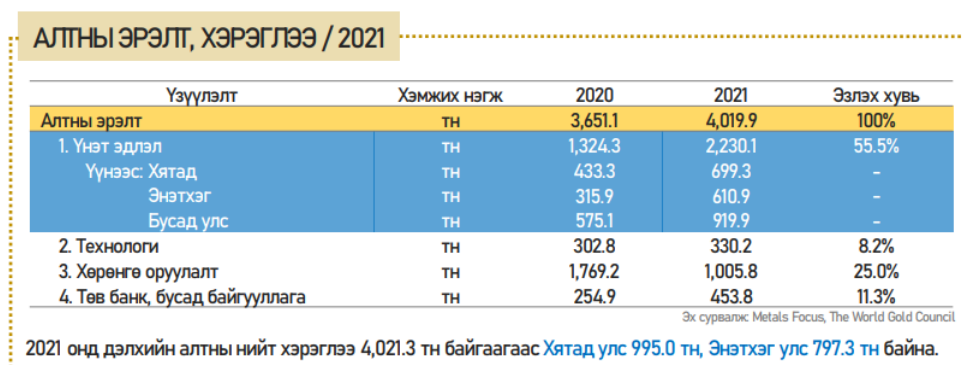 АЛТНЫ ЭРЭЛТ, ХЭРЭГЛЭЭ / 2021
Үзүүлэлт Хэмжих нэгж 2020 2021 Эзлэх хувь
Алтны эрэлт тн 3,651.1 4,019.9 100%
1. Үнэт эдлэл тн 1,324.3 2,230.1 55.5%
Үүнээс: Хятад тн 433.3 699.3 -
Энэтхэг тн 315.9 610.9 -
Бусад улс тн 575.1 919.9 -
2. Технологи тн 302.8 330.2 8.2%
3. Хөрөнгө оруулалт тн 1,769.2 1,005.8 25.0%
4. Төв банк, бусад байгууллага тн 254.9 453.8 11.3%
Эх сурвалж: Metals Focus, The World Gold Council
2021 онд дэлхийн алтны нийт хэрэглээ 4,021.3 тн байгаагаас Хятад улс 995.0 тн, Энэтхэг улс 797.3 тн байна.